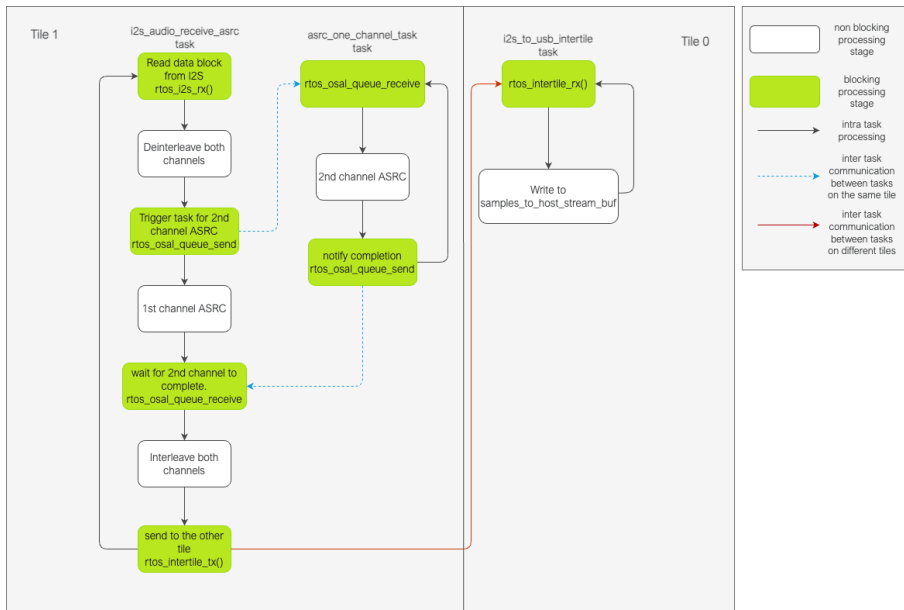 Tile 1
i2s_audio_receive_asrc
task
Read data block
from I2S
rtos_i2s_rx()
Deinterleave both
channels
Trigger task for 2nd
channel ASRC
rtos_osal_queue_send
1st channel ASRC
wait for 2nd channel to
complete.
rtos_osal_queue_receive
Interleave both
channels
send to the other
tile
rtos_intertile_tx()
asrc_one_channel_task
task
rtos_osal_queue_receive
2nd channel ASRC
notify completion
rtos_osal_queue_send
i2s_to_usb_intertile
task
Tile 0
rtos_intertile_rx()
Write to
samples_to_host_stream_buf
non blocking
processing
stage
blocking
processing
stage
intra task
processing
inter task
communication
between tasks
on the same tile
inter task
communication
between tasks
on different tiles